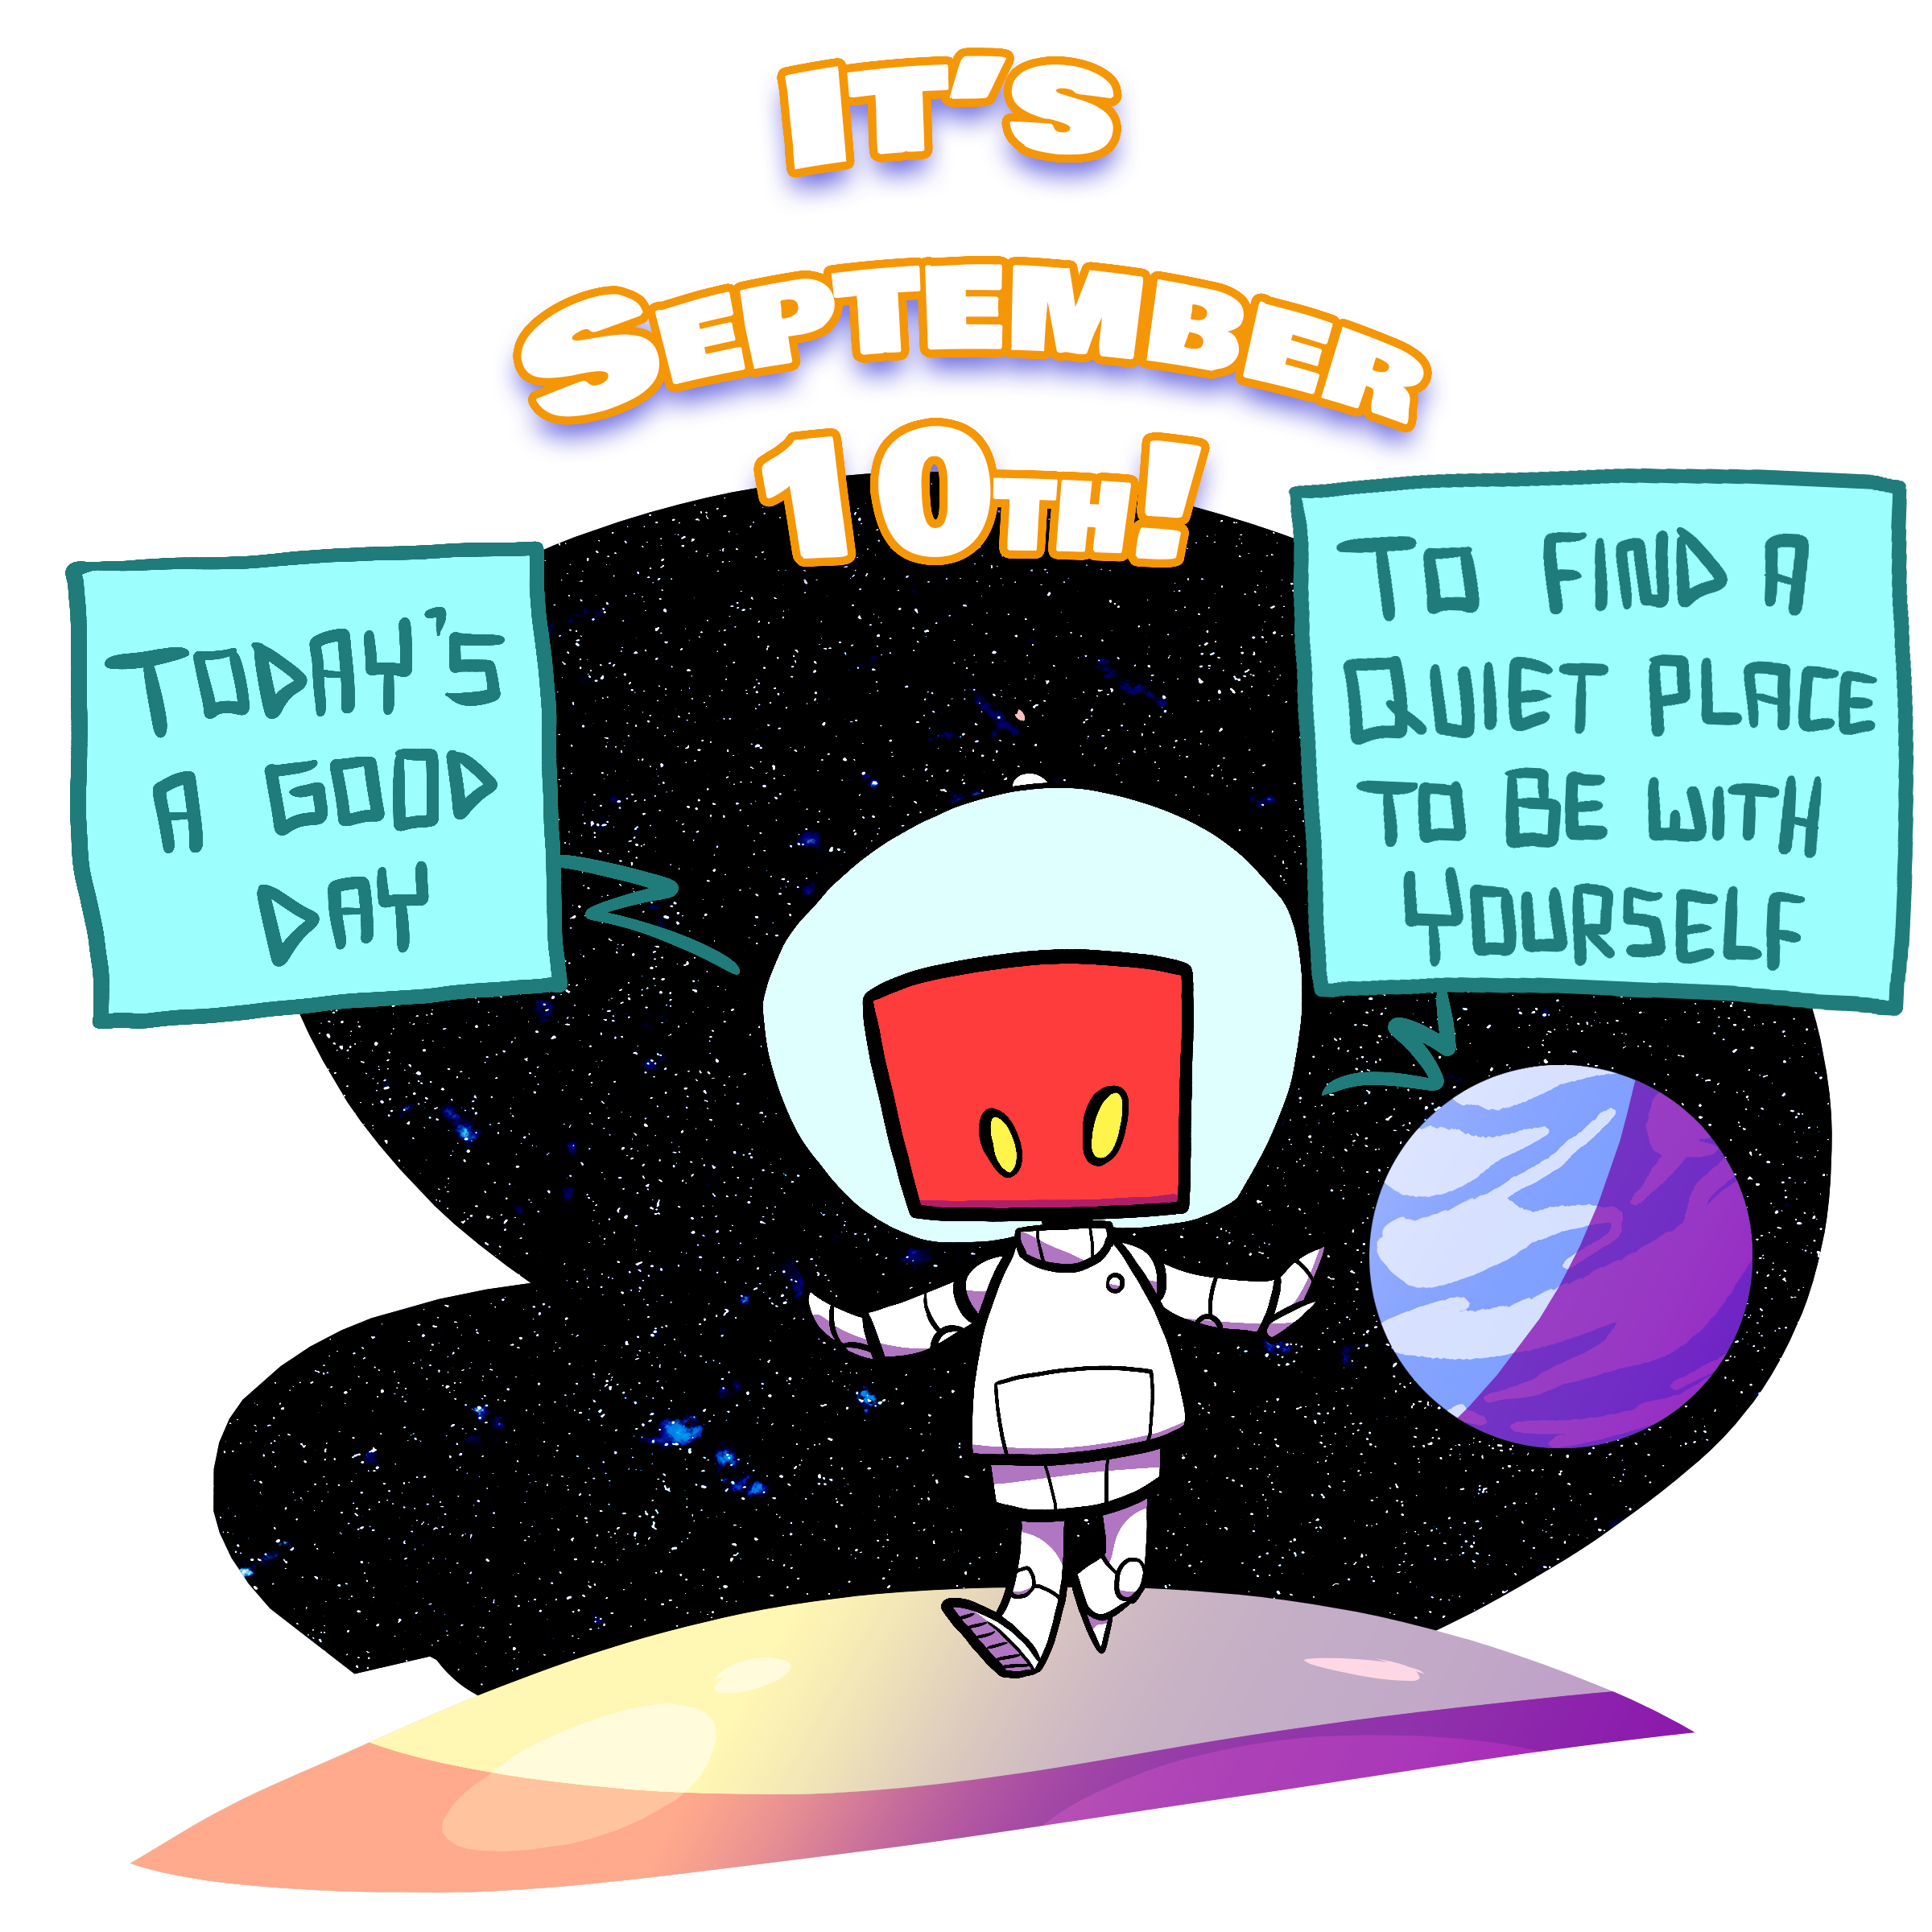 It's
September
10th!
TODAY'S
A GOOD
DAY
TO FIND A
QUIET PLACE
TO BE WITH
YOURSELF